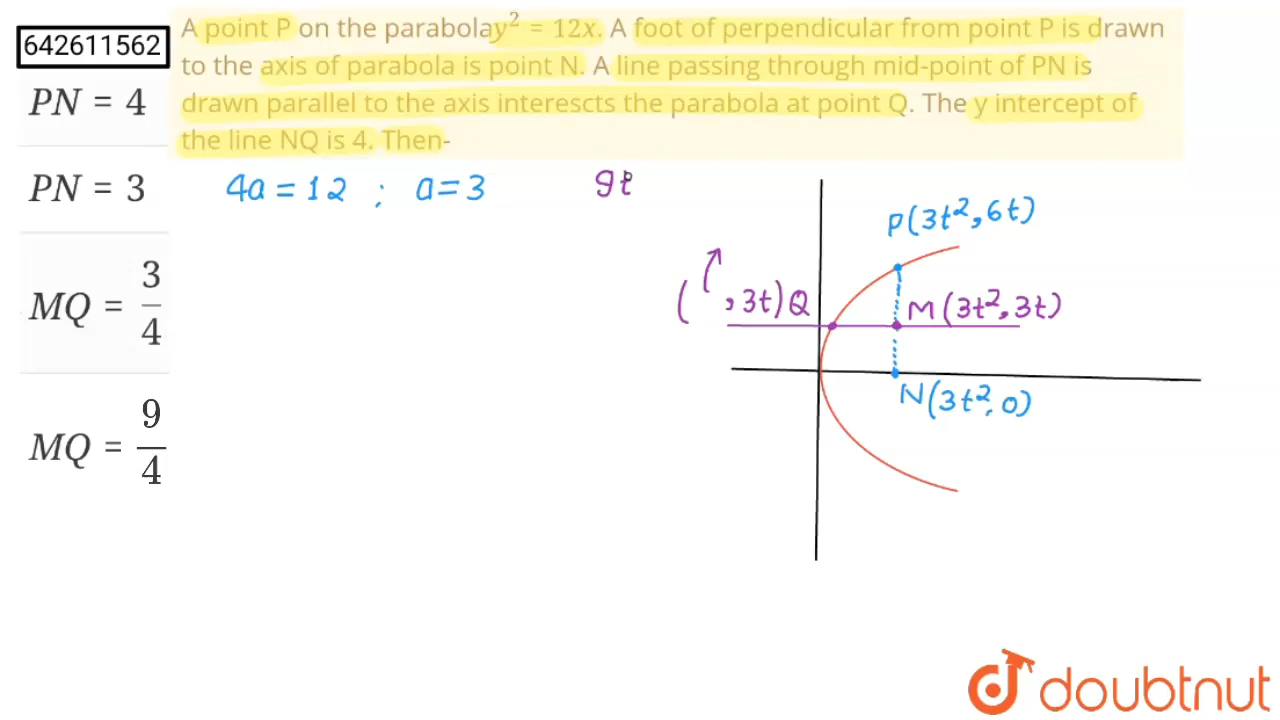 642611562
A point P on the parabolay² = 12x. A foot of perpendicular from point P is drawn
to the axis of parabola is point N. A line passing through mid-point of PN is
drawn parallel to the axis interescts the parabola at point Q. The y intercept of
the line NQ is 4. Then-
PN = 4
PN = 3
MQ = 3/4
MQ = 9/4
4a = 12 ; a = 3
9t
P(3t², 6t)
( , 3t) Q
M(3t², 3t)
N(3t², 0)
doubtnut